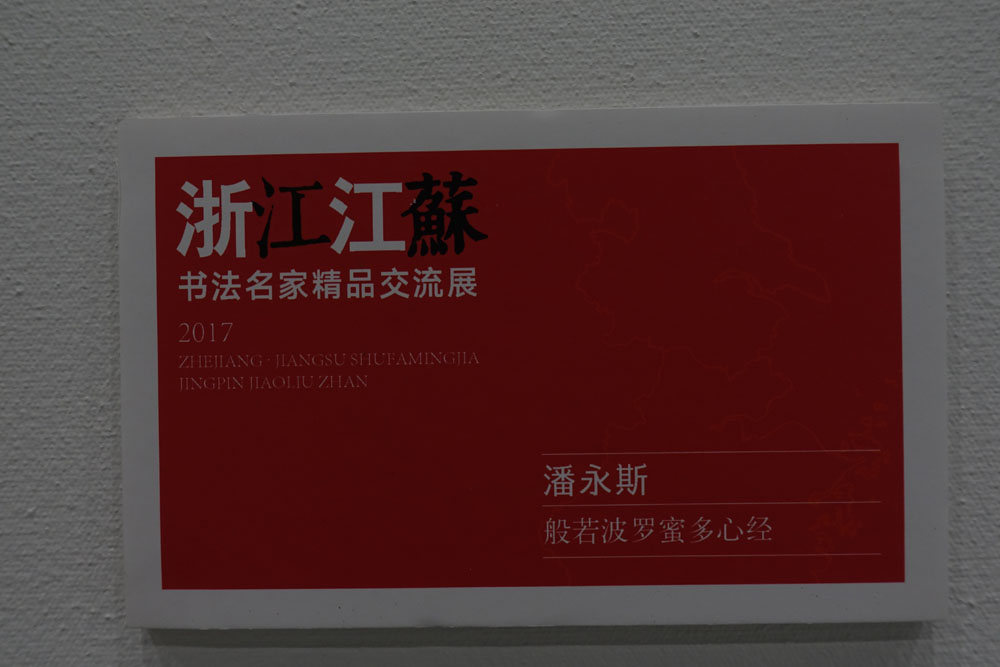 浙江江蘇
书法名家精品交流展
2017
ZHEJIANG · JIANGSU SHUFAMINGJIA
JINGPIN JIAOLIU ZHAN
潘永斯
般若波罗蜜多心经